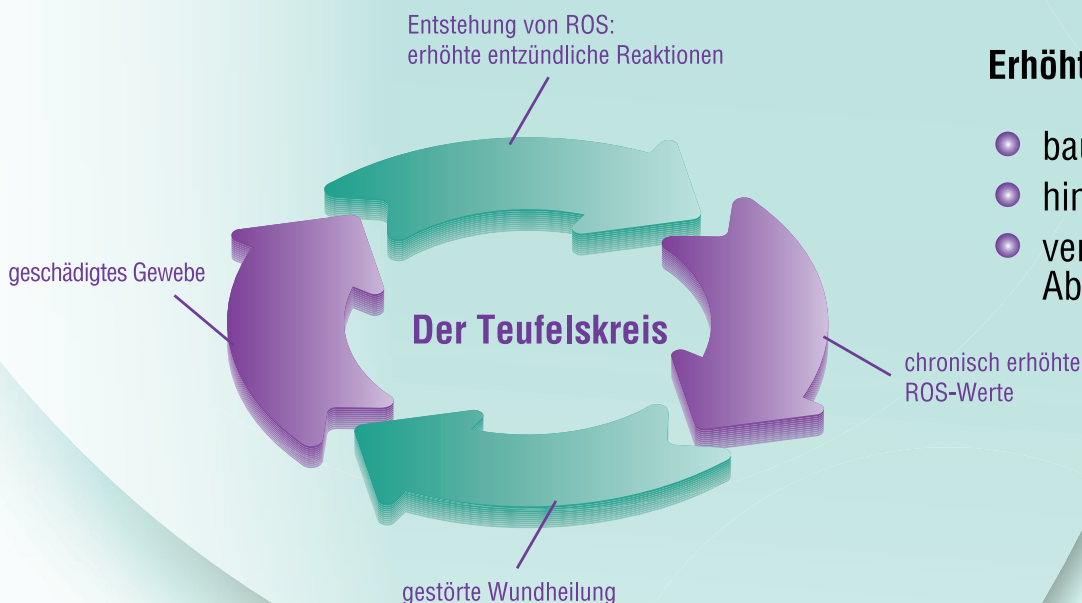 Entstehung von ROS:
erhöhte entzündliche Reaktionen
geschädigtes Gewebe
Der Teufelskreis
chronisch erhöhte
ROS-Werte
gestörte Wundheilung